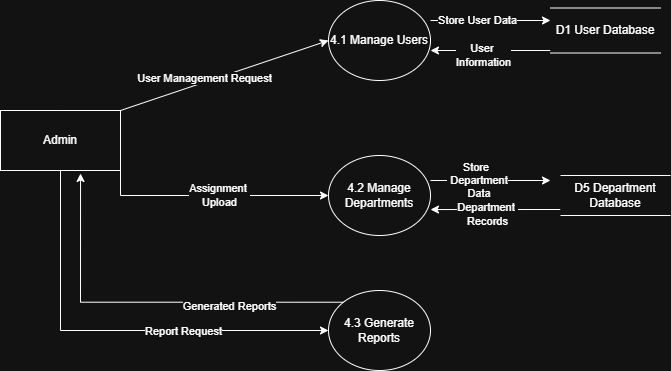 Store User Data
D1 User Database
4.1 Manage Users
User
Information
User Management Request
Admin
Store
Department
Data
Assignment
Upload
4.2 Manage
Departments
D5 Department
Database
Department
Records
Generated Reports
4.3 Generate
Reports
Report Request